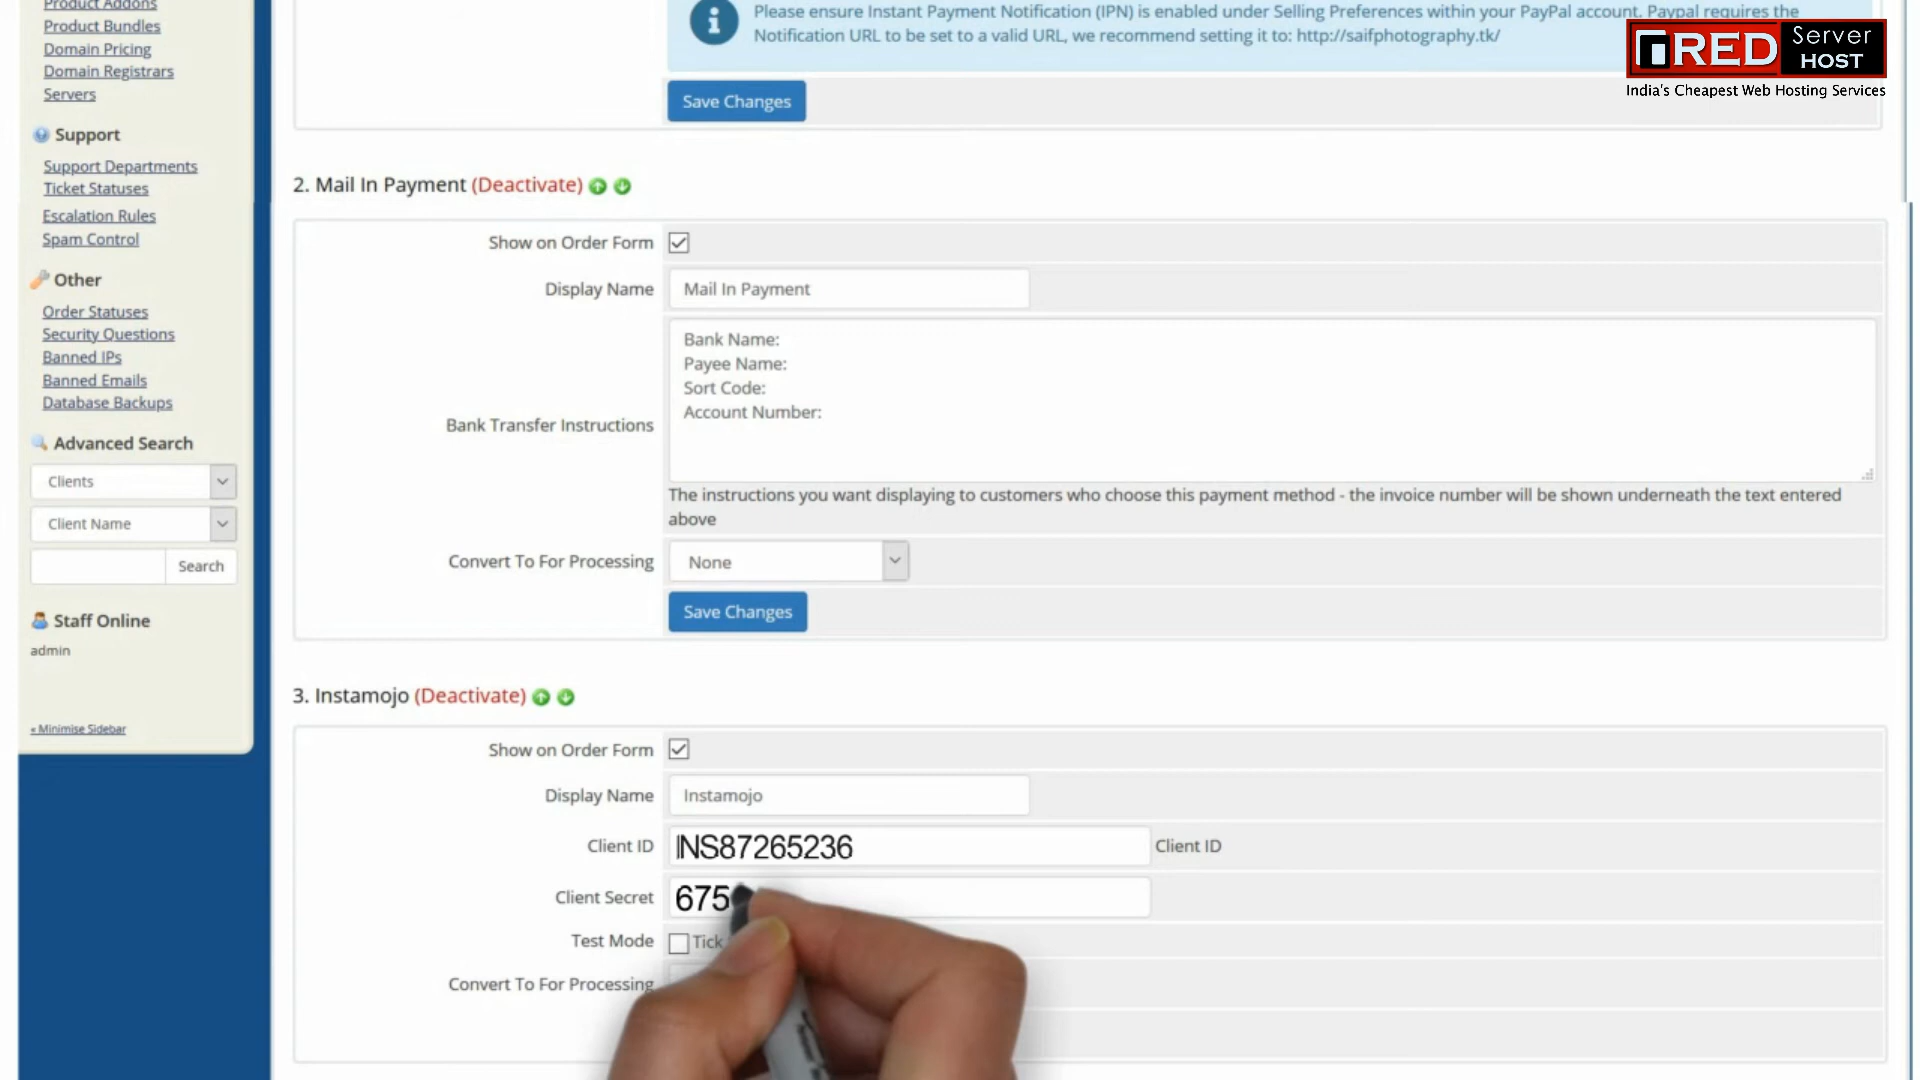 Product Addons
Product Bundles
Domain Pricing
Domain Registrars
Servers
Support
Support Departments
Ticket Statuses
Escalation Rules
Spam Control
Other
Order Statuses
Security Questions
Banned IPs
Banned Emails
Database Backups
Advanced Search
Clients
Client Name
Search
Staff Online
admin
« Minimise Sidebar
Please ensure Instant Payment Notification (IPN) is enabled under Selling Preferences within your PayPal account. Paypal requires the
Notification URL to be set to a valid URL, we recommend setting it to: http://saifphotography.tk/
RED Server HOST
India's Cheapest Web Hosting Services
Save Changes
2. Mail In Payment (Deactivate)
Show on Order Form
Display Name Mail In Payment
Bank Transfer Instructions
Bank Name:
Payee Name:
Sort Code:
Account Number:
The instructions you want displaying to customers who choose this payment method - the invoice number will be shown underneath the text entered
above
Convert To For Processing None
Save Changes
3. Instamojo (Deactivate)
Show on Order Form
Display Name Instamojo
Client ID INS87265236 Client ID
Client Secret 675
Test Mode Tick
Convert To For Processing